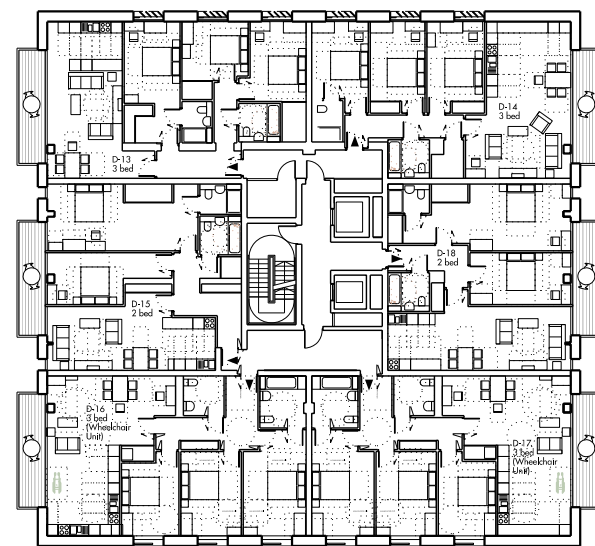 D-13
3 bed
D-14
3 bed
D-18
2 bed
D-15
2 bed
D-16
3 bed
(Wheelchair
Unit)
D-17
3 bed
(Wheelchair
Unit)